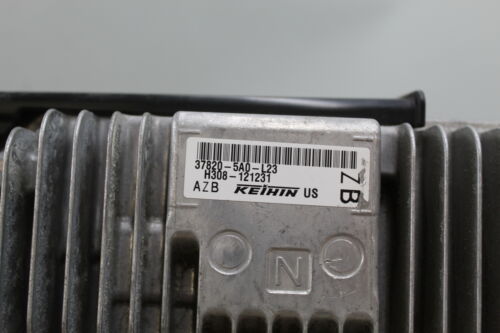 37820-5A0-L23
H308-121231
AZB KEIHIN US
ZB
N